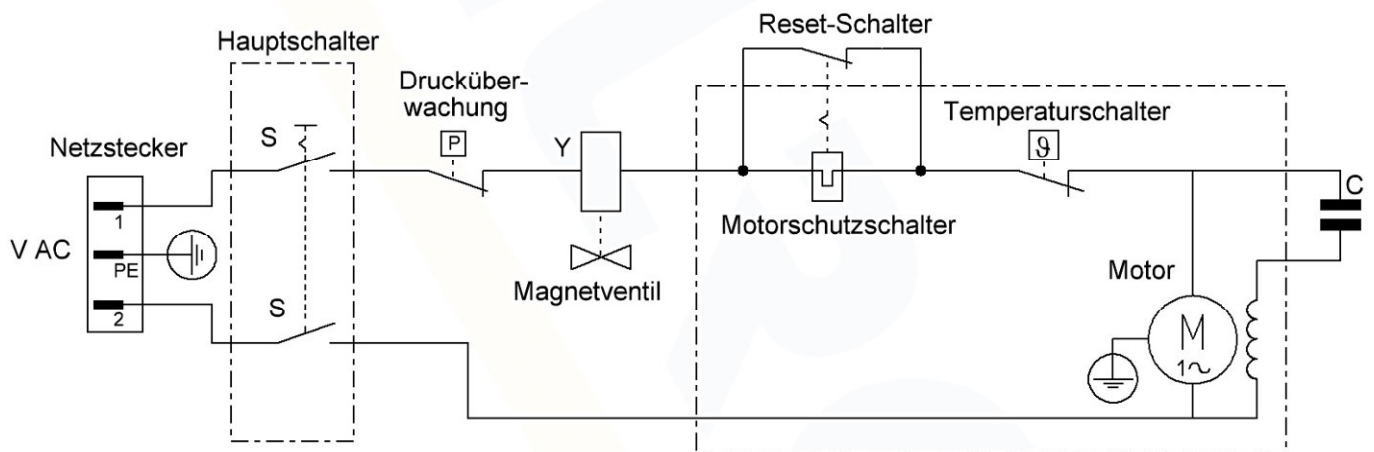 Reset-Schalter
Hauptschalter
Drucküber-
wachung
P
Temperaturschalter
ϑ
Netzstecker
S
Y
C
1
Motorschutzschalter
V AC
PE
Motor
Magnetventil
S
2
M
1~